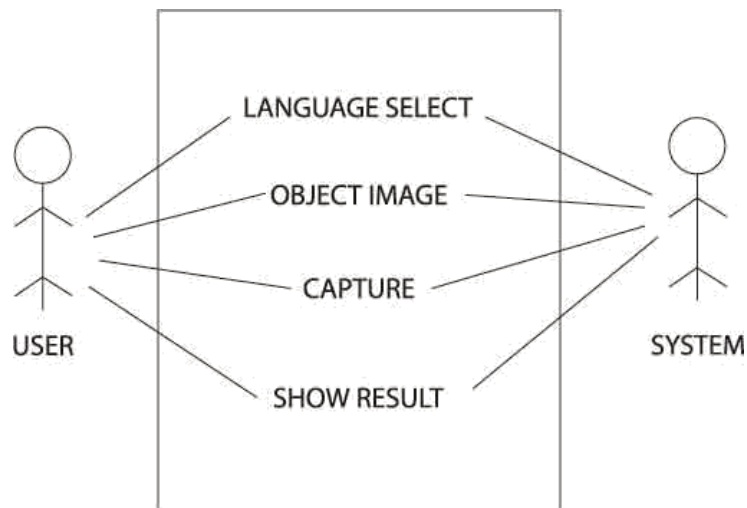 LANGUAGE SELECT
OBJECT IMAGE
CAPTURE
USER
SYSTEM
SHOW RESULT